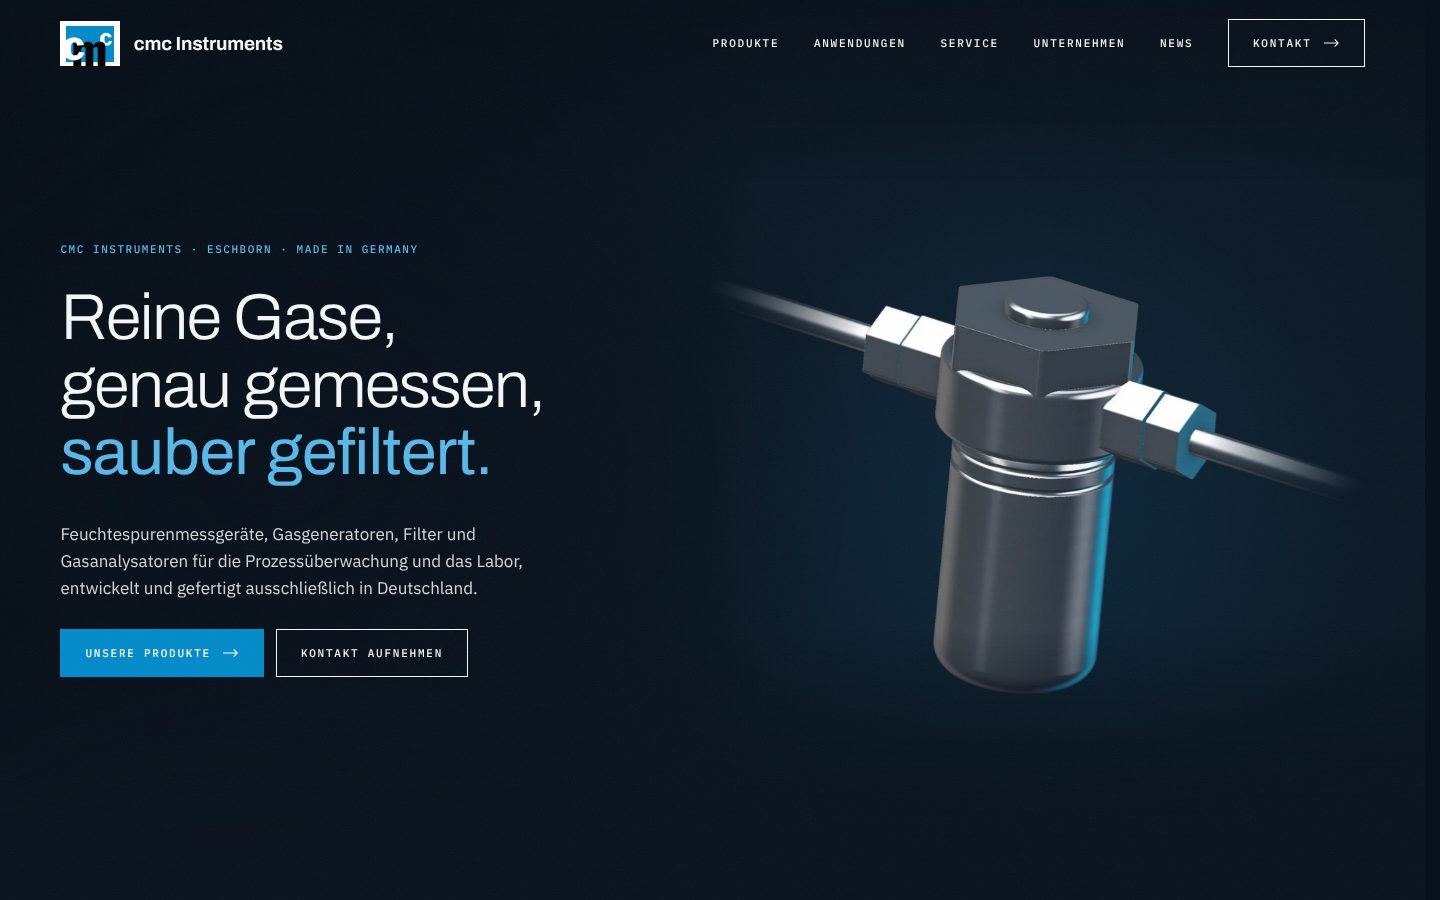 cmc
cmc Instruments
PRODUKTE
ANWENDUNGEN
SERVICE
UNTERNEHMEN
NEWS
KONTAKT →
CMC INSTRUMENTS · ESCHBORN · MADE IN GERMANY
Reine Gase,
genau gemessen,
sauber gefiltert.
Feuchtespurenmessgeräte, Gasgeneratoren, Filter und
Gasanalysatoren für die Prozessüberwachung und das Labor,
entwickelt und gefertigt ausschließlich in Deutschland.
UNSERE PRODUKTE →
KONTAKT AUFNEHMEN